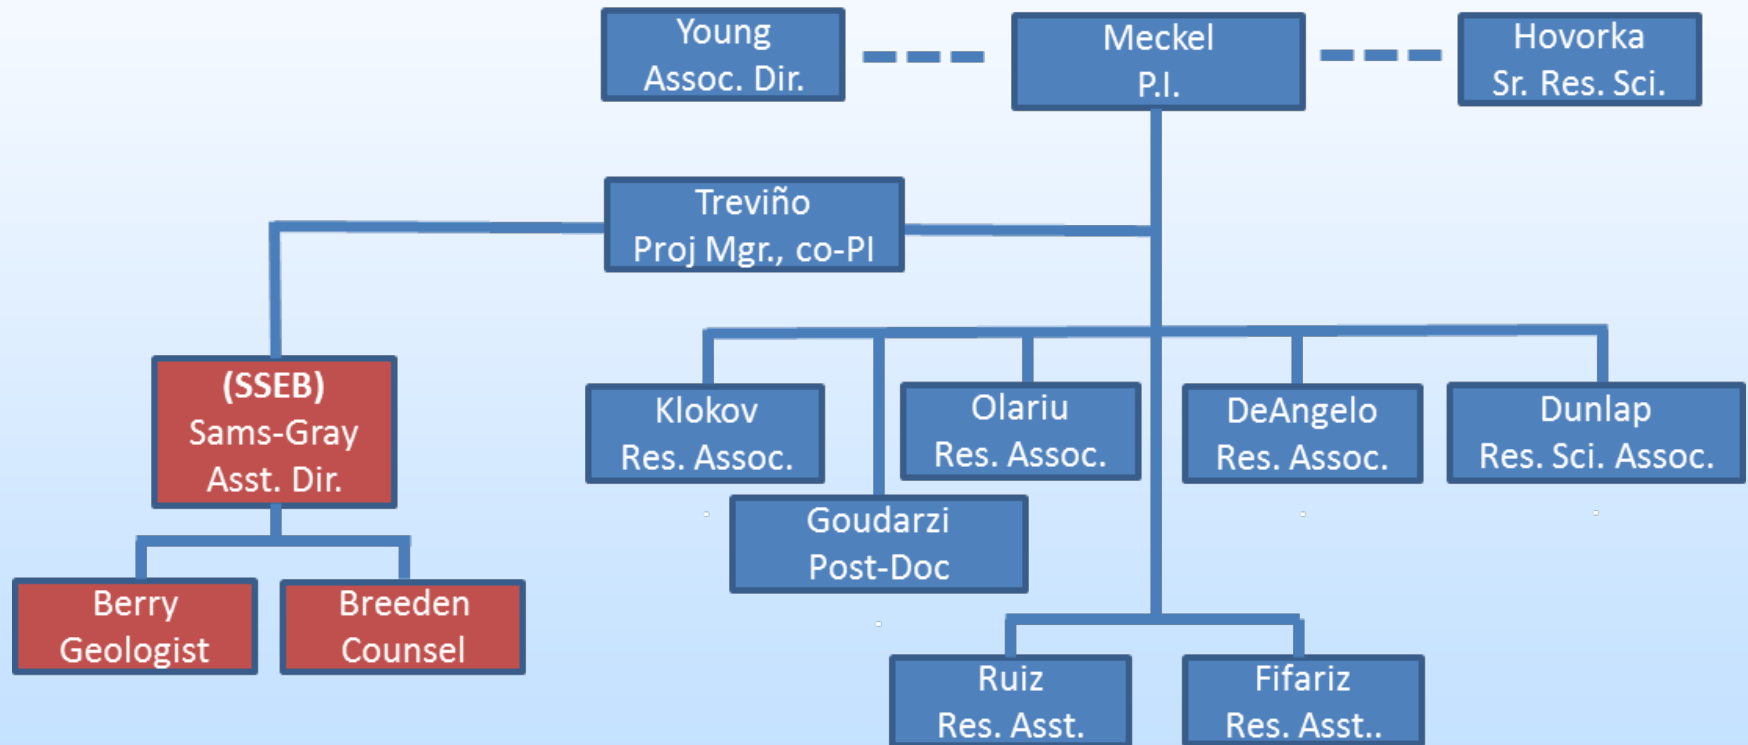 Young
Assoc. Dir.
Meckel
P.I.
Hovorka
Sr. Res. Sci.
Treviño
Proj Mgr., co-PI
(SSEB)
Sams-Gray
Asst. Dir.
Klokov
Res. Assoc.
Olariu
Res. Assoc.
DeAngelo
Res. Assoc.
Dunlap
Res. Sci. Assoc.
Goudarzi
Post-Doc
Berry
Geologist
Breeden
Counsel
Ruiz
Res. Asst.
Fifariz
Res. Asst..